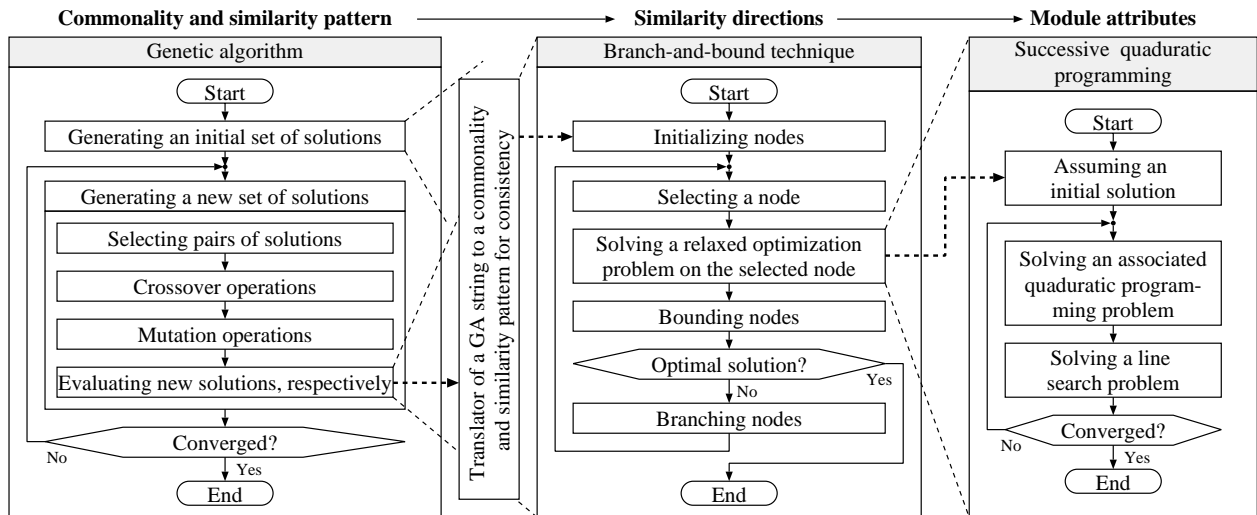 Commonality and similarity pattern
Similarity directions
Module attributes
Genetic algorithm
Start
Generating an initial set of solutions
Generating a new set of solutions
Selecting pairs of solutions
Crossover operations
Mutation operations
Evaluating new solutions, respectively
Converged?
No
Yes
End
Translator of a GA string to a commonality
and similarity pattern for consistency
Branch-and-bound technique
Start
Initializing nodes
Selecting a node
Solving a relaxed optimization
problem on the selected node
Bounding nodes
Optimal solution?
Yes
No
Branching nodes
End
Successive quaduratic
programming
Start
Assuming an
initial solution
Solving an associated
quaduratic program-
ming problem
Solving a line
search problem
Converged?
No
Yes
End